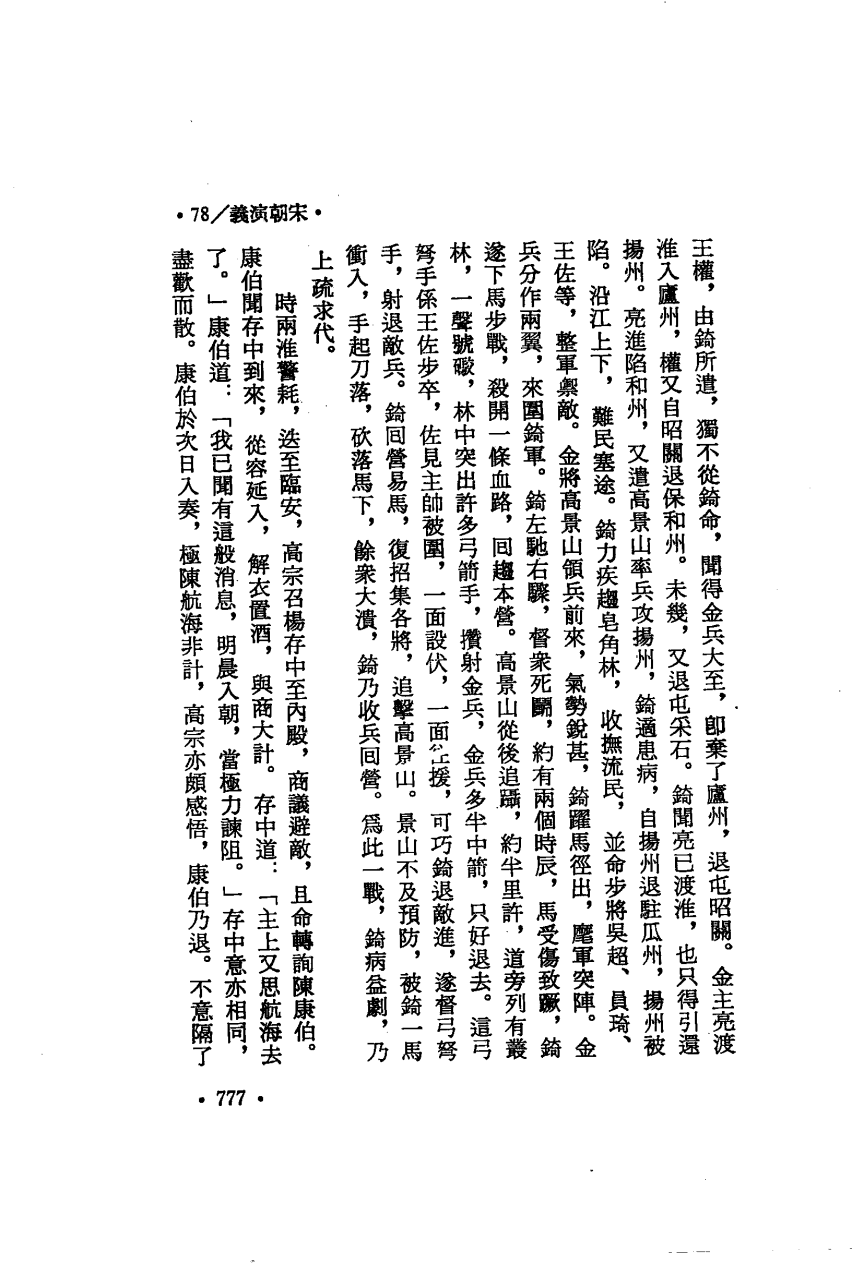 •78/義演朝宋•
王權，由錡所遣，獨不從錡命，聞得金兵大至，卽棄了廬州，退屯昭關。金主亮渡
淮入廬州，權又自昭關退保和州。未幾，又退屯采石。錡聞亮已渡淮，也只得引還
揚州。亮進陷和州，又遣高景山率兵攻揚州，錡適患病，自揚州退駐瓜州，揚州被
陷。沿江上下，難民塞途。錡力疾趨皂角林，收撫流民，並命步將吳超、員琦、
王佐等，整軍禦敵。金將高景山領兵前來，氣勢銳甚，錡躍馬徑出，麾軍突陣。金
兵分作兩翼，來圍錡軍。錡左馳右驟，督衆死鬭，約有兩個時辰，馬受傷致蹶，錡
遂下馬步戰，殺開一條血路，回趨本營。高景山從後追躡，約半里許，道旁列有叢
林，一聲號礮，林中突出許多弓箭手，攢射金兵，金兵多半中箭，只好退去。這弓
弩手係王佐步卒，佐見主帥被圍，一面設伏，一面援，可巧錡退敵進，遂督弓弩
手，射退敵兵。錡回營易馬，復招集各將，追擊高景山。景山不及預防，被錡一馬
衝入，手起刀落，砍落馬下，餘衆大潰，錡乃收兵回營。爲此一戰，錡病益劇，乃
上疏求代。
時兩淮警耗，迭至臨安，高宗召楊存中至內殿，商議避敵，且命轉詢陳康伯。
康伯聞存中到來，從容延入，解衣置酒，與商大計。存中道：「主上又思航海去
了。」康伯道：「我已聞有這般消息，明晨入朝，當極力諫阻。」存中意亦相同，
盡歡而散。康伯於次日入奏，極陳航海非計，高宗亦頗感悟，康伯乃退。不意隔了
•777•